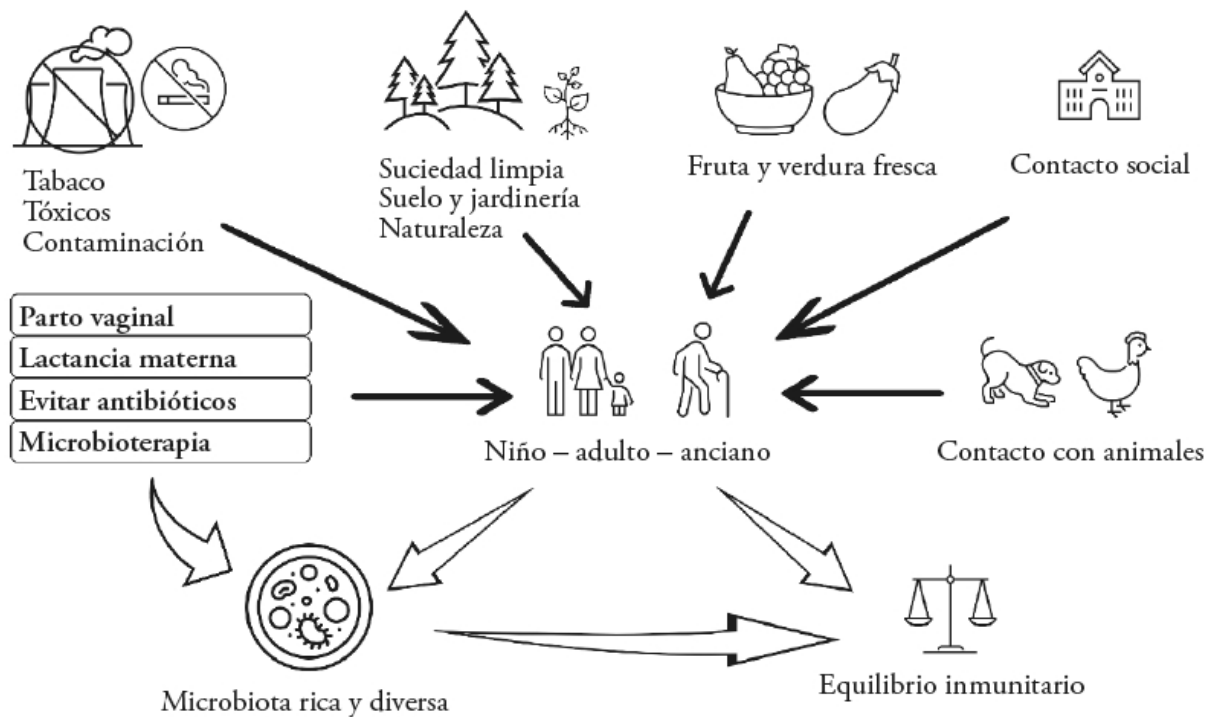 Tabaco
Tóxicos
Contaminación
Suciedad limpia
Suelo y jardinería
Naturaleza
Fruta y verdura fresca
Contacto social
Parto vaginal
Lactancia materna
Evitar antibióticos
Microbioterapia
Niño – adulto – anciano
Contacto con animales
Microbiota rica y diversa
Equilibrio inmunitario